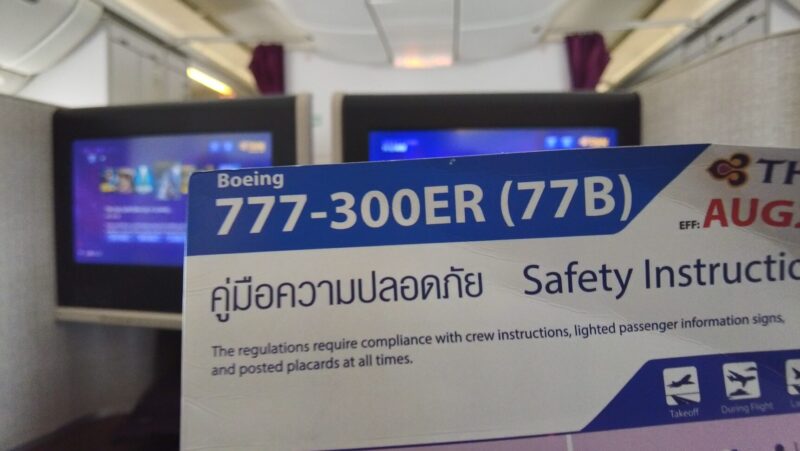 Boeing
777-300ER (77B)
TH
EFF: AUG.
คู่มือความปลอดภัย Safety Instructio
The regulations require compliance with crew instructions, lighted passenger information signs,
and posted placards at all times.
Takeoff
During Flight